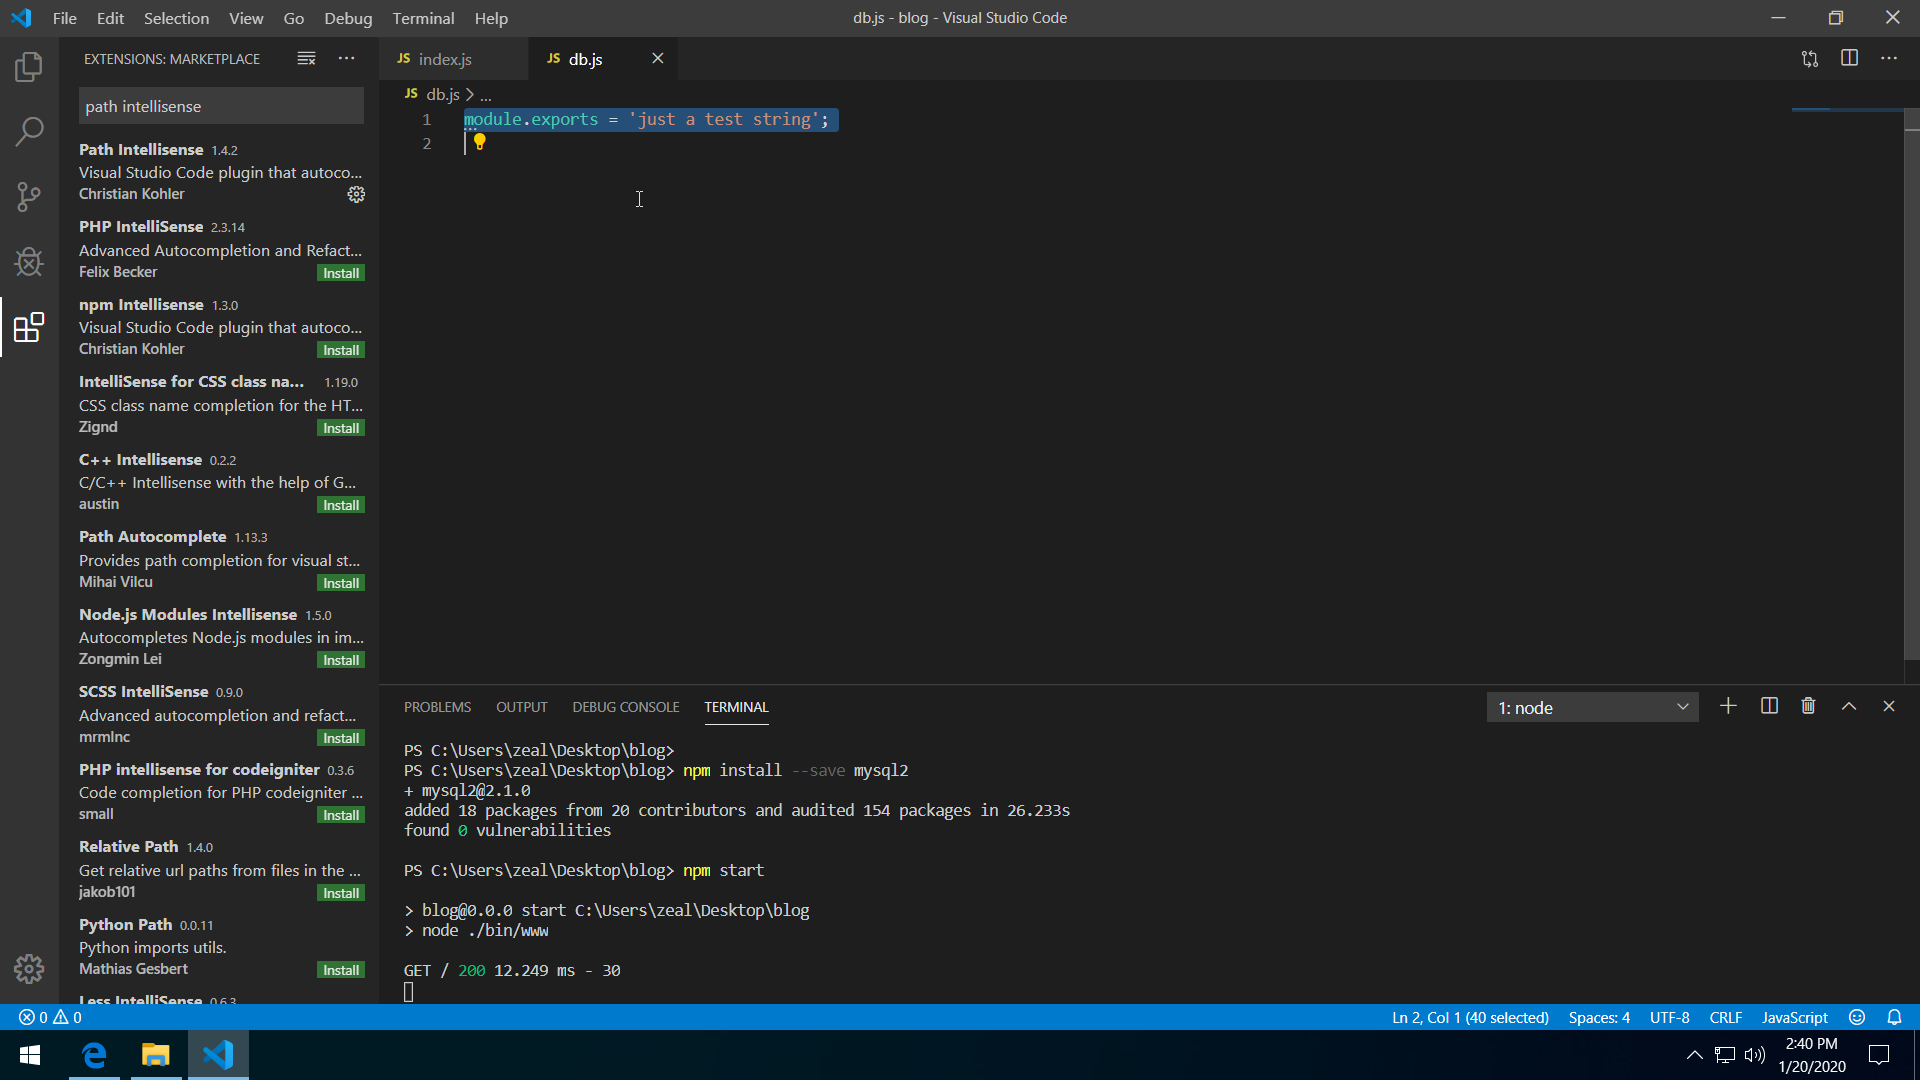 File Edit Selection View Go Debug Terminal Help
db.js - blog - Visual Studio Code
EXTENSIONS: MARKETPLACE
path intellisense
Path Intellisense 1.4.2
Visual Studio Code plugin that autoco...
Christian Kohler
PHP IntelliSense 2.3.14
Advanced Autocompletion and Refact...
Felix Becker Install
npm Intellisense 1.3.0
Visual Studio Code plugin that autoco...
Christian Kohler Install
IntelliSense for CSS class na... 1.19.0
CSS class name completion for the HT...
Zignd Install
C++ Intellisense 0.2.2
C/C++ Intellisense with the help of G...
austin Install
Path Autocomplete 1.13.3
Provides path completion for visual st...
Mihai Vilcu Install
Node.js Modules Intellisense 1.5.0
Autocompletes Node.js modules in im...
Zongmin Lei Install
SCSS IntelliSense 0.9.0
Advanced autocompletion and refact...
mrmlnc Install
PHP intellisense for codeigniter 0.3.6
Code completion for PHP codeigniter ...
small Install
Relative Path 1.4.0
Get relative url paths from files in the ...
jakob101 Install
Python Path 0.0.11
Python imports utils.
Mathias Gesbert Install
Less IntelliSense 0.6.3
JS index.js
JS db.js
JS db.js > ...
1 module.exports = 'just a test string';
2
PROBLEMS OUTPUT DEBUG CONSOLE TERMINAL
1: node
PS C:\Users\zeal\Desktop\blog>
PS C:\Users\zeal\Desktop\blog> npm install --save mysql2
+ mysql2@2.1.0
added 18 packages from 20 contributors and audited 154 packages in 26.233s
found 0 vulnerabilities
PS C:\Users\zeal\Desktop\blog> npm start
> blog@0.0.0 start C:\Users\zeal\Desktop\blog
> node ./bin/www
GET / 200 12.249 ms - 30
0 0
Ln 2, Col 1 (40 selected) Spaces: 4 UTF-8 CRLF JavaScript
2:40 PM
1/20/2020